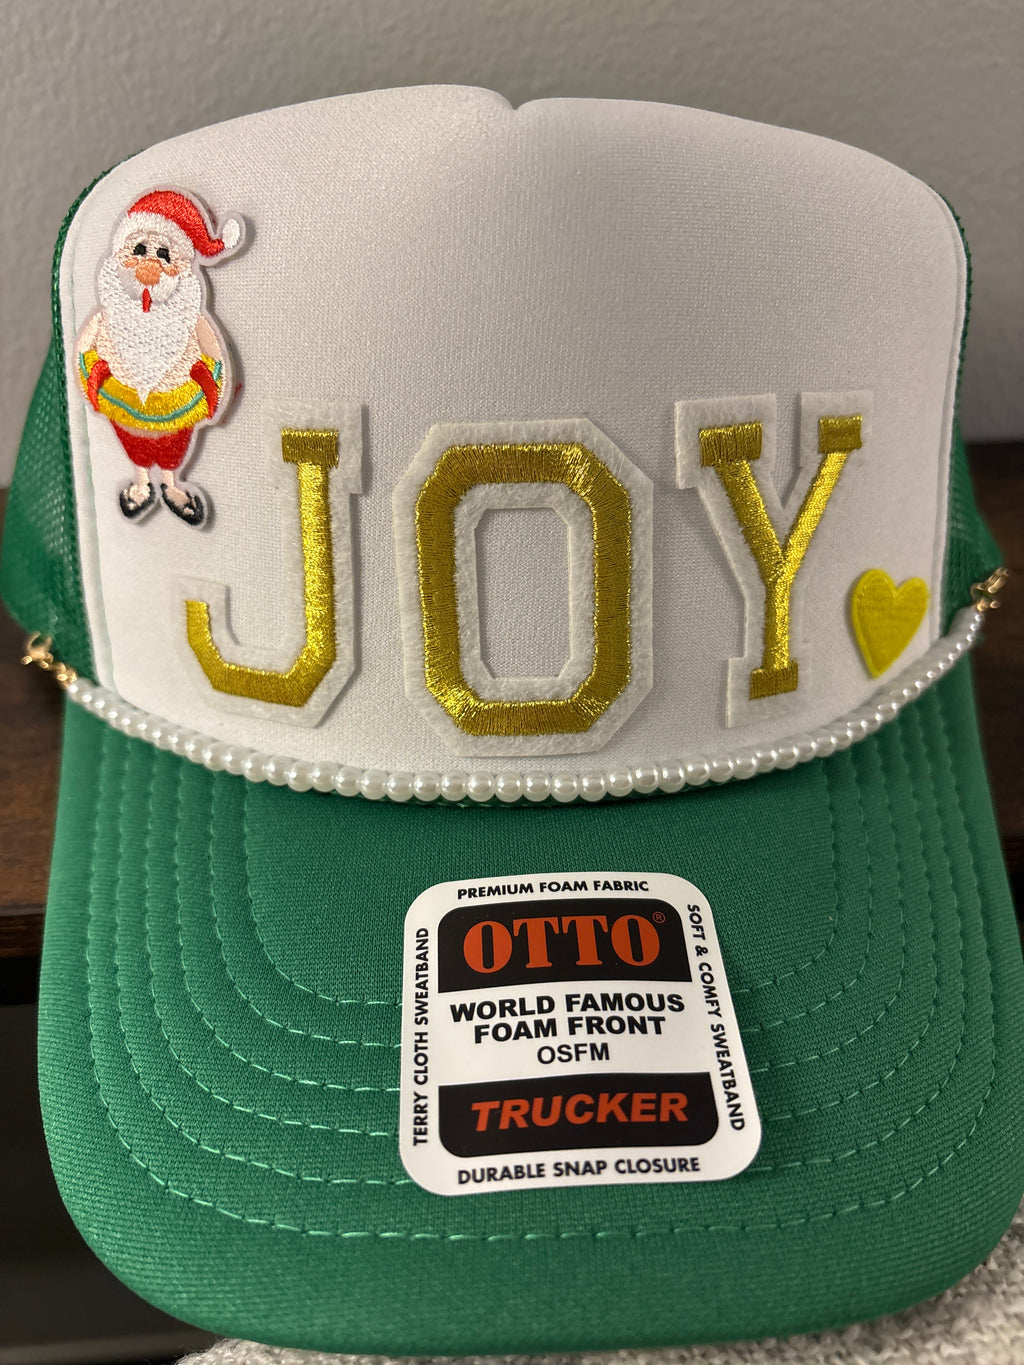 JOY
PREMIUM FOAM FABRIC
OTTO®
WORLD FAMOUS
FOAM FRONT
OSFM
TRUCKER
DURABLE SNAP CLOSURE
TERRY CLOTH SWEATBAND
SOFT & COMFY SWEATBAND